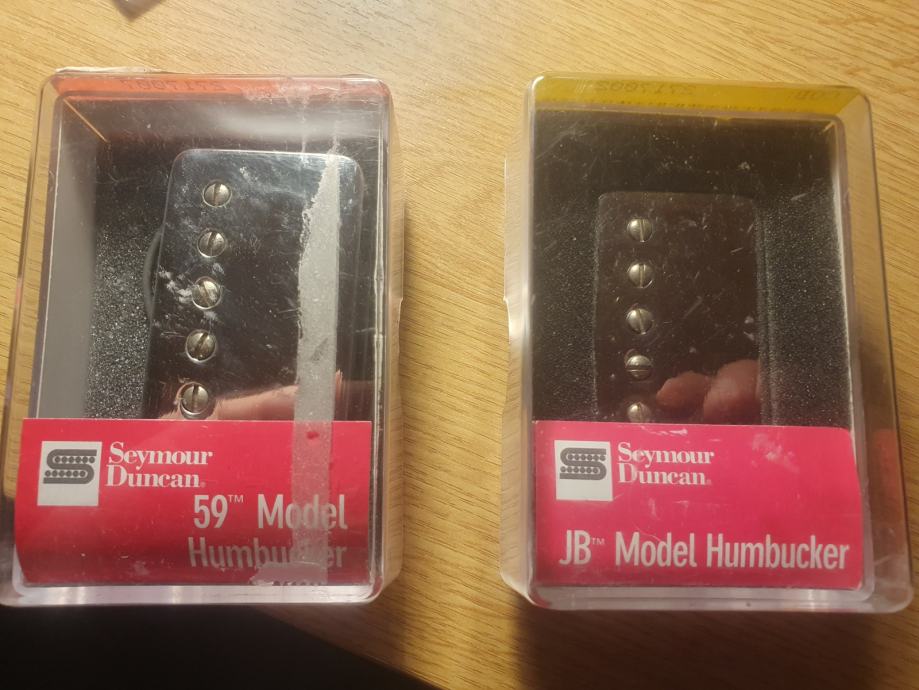 Seymour
Duncan®
59™ Model
Humbucker
Seymour
Duncan®
JB™ Model Humbucker